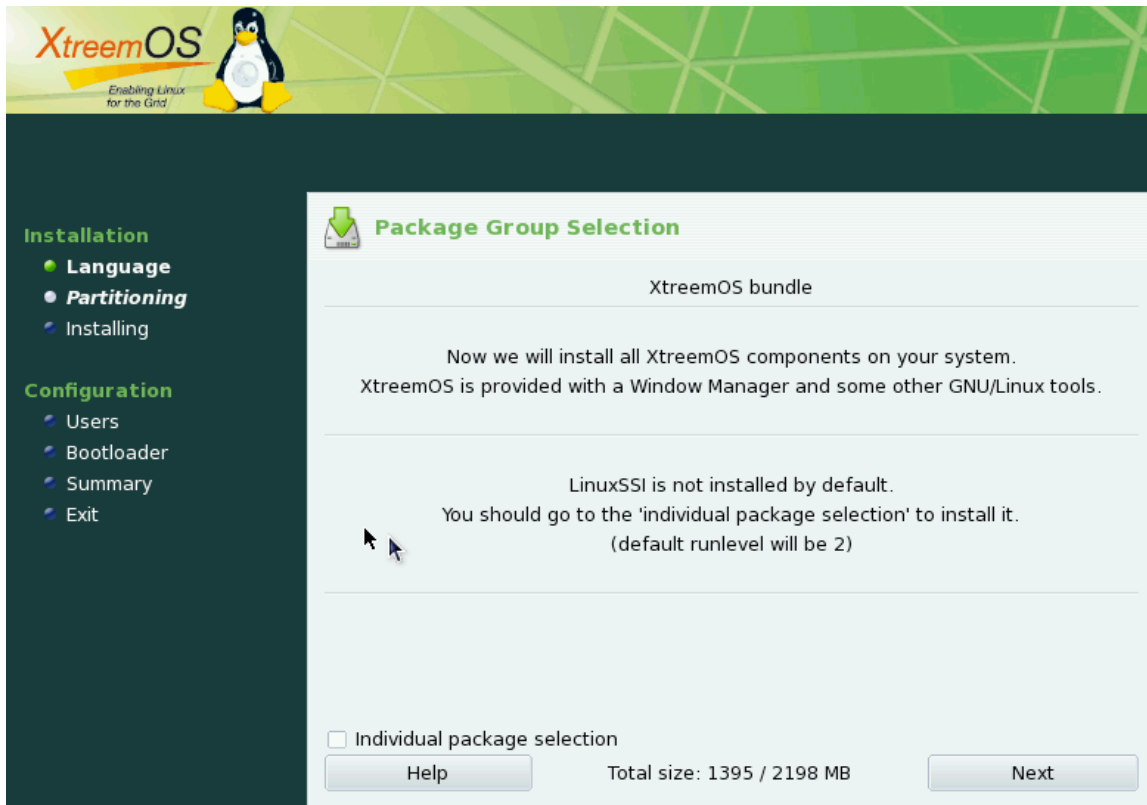 XtreemOS
Enabling Linux
for the Grid
Installation
Language
Partitioning
Installing
Configuration
Users
Bootloader
Summary
Exit
Package Group Selection
XtreemOS bundle
Now we will install all XtreemOS components on your system.
XtreemOS is provided with a Window Manager and some other GNU/Linux tools.
LinuxSSI is not installed by default.
You should go to the 'individual package selection' to install it.
(default runlevel will be 2)
Individual package selection
Help
Total size: 1395 / 2198 MB
Next